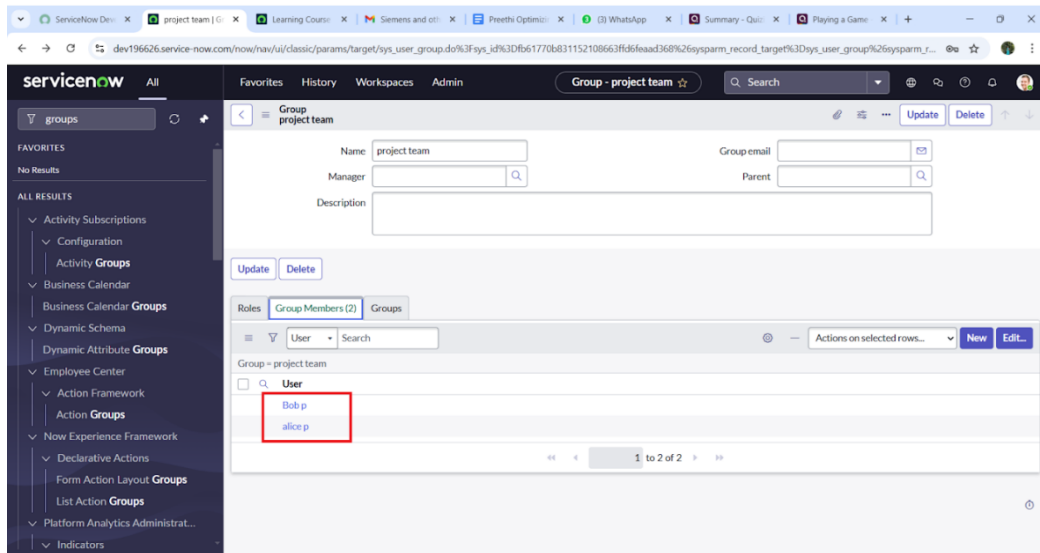 ServiceNow Dev
project team | G
Learning Course
Siemens and oth
Preethi Optimizi
(3) WhatsApp
Summary - Quiz
Playing a Game
dev196626.service-now.com/now/nav/ui/classic/params/target/sys_user_group.do%3Fsys_id%3Dfb61770b831152108663ffd6feaad368%26sysparm_record_target%3Dsys_user_group%26sysparm_r...
servicenow All Favorites History Workspaces Admin Group - project team ☆ Search
groups
FAVORITES
No Results
ALL RESULTS
Activity Subscriptions
Configuration
Activity Groups
Business Calendar
Business Calendar Groups
Dynamic Schema
Dynamic Attribute Groups
Employee Center
Action Framework
Action Groups
Now Experience Framework
Declarative Actions
Form Action Layout Groups
List Action Groups
Platform Analytics Administrat...
Indicators
Group
project team
Update Delete
Name project team Group email
Manager Parent
Description
Update Delete
Roles Group Members (2) Groups
User Search Actions on selected rows... New Edit...
Group = project team
User
Bob p
alice p
1 to 2 of 2